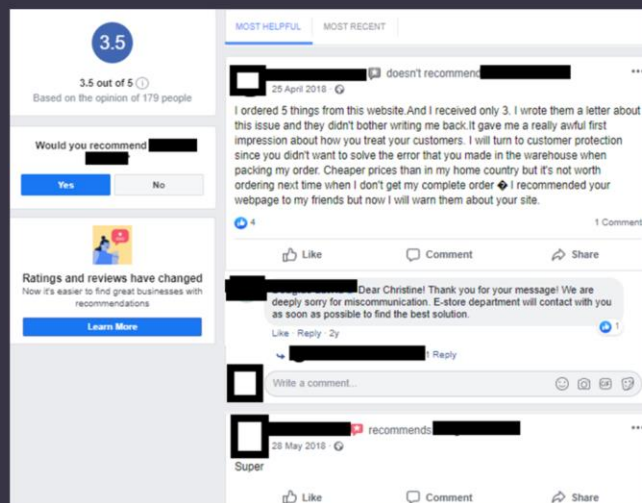 3.5
3.5 out of 5
Based on the opinion of 179 people
Would you recommend
Yes
No
Ratings and reviews have changed
Now it's easier to find great businesses with
recommendations
Learn More
MOST HELPFUL
MOST RECENT
doesn't recommend
25 April 2018
I ordered 5 things from this website.And I received only 3. I wrote them a letter about
this issue and they didn't bother writing me back.It gave me a really awful first
impression about how you treat your customers. I will turn to customer protection
since you didn't want to solve the error that you made in the warehouse when
packing my order. Cheaper prices than in my home country but it's not worth
ordering next time when I don't get my complete order � I recommended your
webpage to my friends but now I will warn them about your site.
4
1 Comment
Like
Comment
Share
Dear Christine! Thank you for your message! We are
deeply sorry for miscommunication. E-store department will contact with you
as soon as possible to find the best solution.
1
Like · Reply · 2y
1 Reply
Write a comment...
GIF
recommends
28 May 2018
Super
Like
Comment
Share